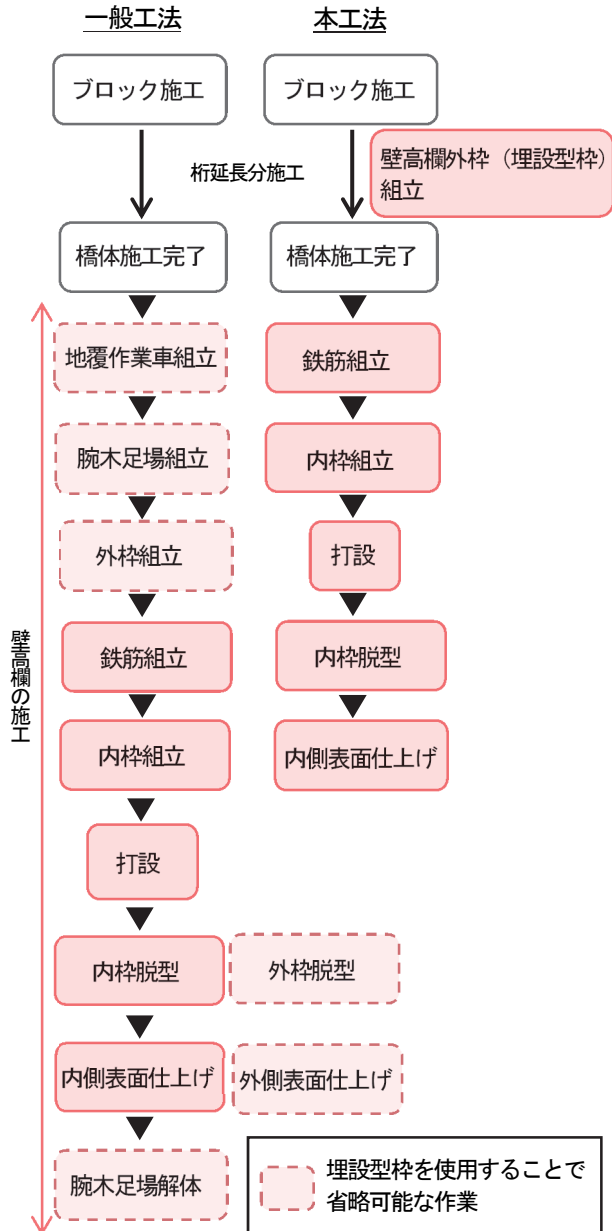 一般工法
ブロック施工
桁延長分施工
橋体施工完了
壁高欄の施工
地覆作業車組立
腕木足場組立
外枠組立
鉄筋組立
内枠組立
打設
内枠脱型
外枠脱型
内側表面仕上げ
外側表面仕上げ
腕木足場解体
本工法
ブロック施工
壁高欄外枠（埋設型枠）
組立
橋体施工完了
鉄筋組立
内枠組立
打設
内枠脱型
内側表面仕上げ
埋設型枠を使用することで
省略可能な作業